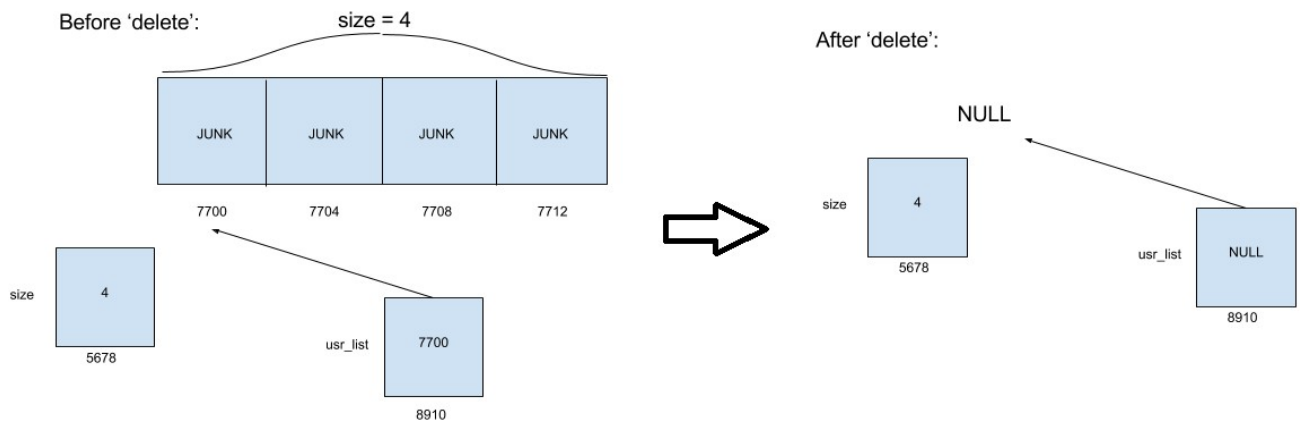 Before ‘delete’:
size = 4
JUNK JUNK JUNK JUNK
7700 7704 7708 7712
size
4
5678
usr_list
7700
8910
After ‘delete’:
NULL
size
4
5678
usr_list
NULL
8910